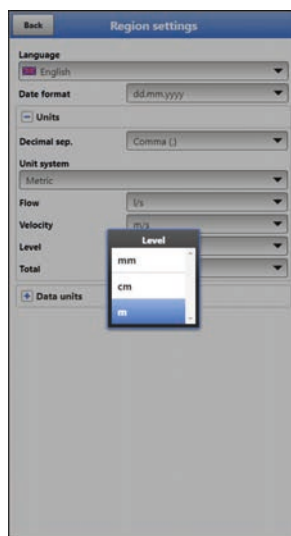 Back
Region settings
Language
English
Date format
dd.mm.yyyy
Units
Decimal sep.
Comma (,)
Unit system
Metric
Flow
l/s
Velocity
m/s
Level
Total
Level
mm
cm
m
Data units